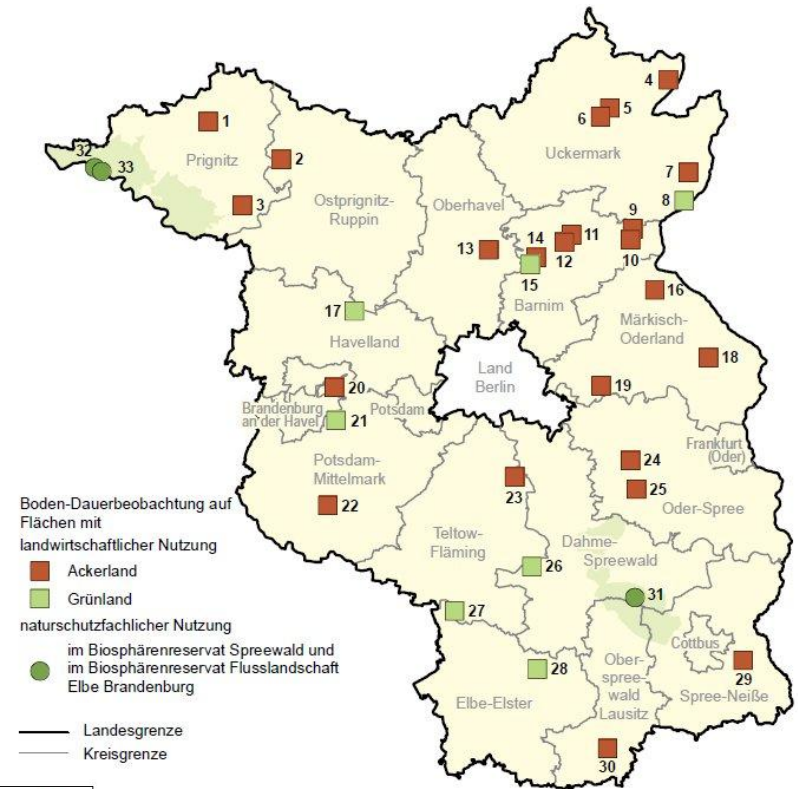 4
5
6
1
Uckermark
32
33
Prignitz
2
7
9
8
3
Ostprignitz-
Ruppin
Oberhavel
14
11
13
12
10
15
16
17
Barnim
Havelland
Märkisch-
Oderland
Land
Berlin
18
20
19
Brandenburg
an der Havel
Potsdam
21
Frankfurt
(Oder)
24
Potsdam-
Mittelmark
23
25
Oder-Spree
22
Teltow-
Fläming
Dahme-
Spreewald
26
31
27
Cottbus
28
Ober-
spree-
wald
Lausitz
29
Elbe-Elster
Spree-Neiße
30
Boden-Dauerbeobachtung auf
Flächen mit
landwirtschaftlicher Nutzung
Ackerland
Grünland
naturschutzfachlicher Nutzung
im Biosphärenreservat Spreewald und
im Biosphärenreservat Flusslandschaft
Elbe Brandenburg
Landesgrenze
Kreisgrenze